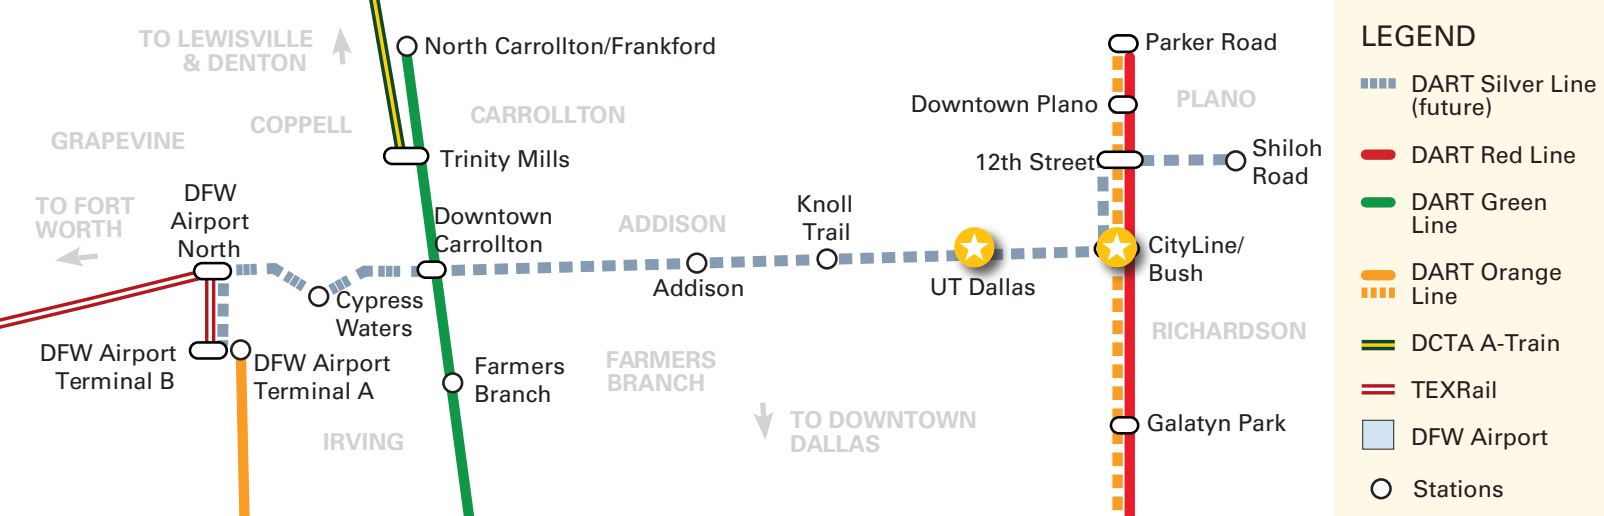 TO LEWISVILLE
& DENTON
North Carrollton/Frankford
COPPELL
CARROLLTON
GRAPEVINE
Trinity Mills
TO FORT
WORTH
DFW
Airport
North
Downtown
Carrollton
Cypress
Waters
DFW Airport
Terminal B
DFW Airport
Terminal A
IRVING
Farmers
Branch
FARMERS
BRANCH
ADDISON
Addison
Knoll
Trail
UT Dallas
TO DOWNTOWN
DALLAS
Parker Road
Downtown Plano
PLANO
12th Street
Shiloh
Road
CityLine/
Bush
RICHARDSON
Galatyn Park
LEGEND
DART Silver Line
(future)
DART Red Line
DART Green
Line
DART Orange
Line
DCTA A-Train
TEXRail
DFW Airport
Stations